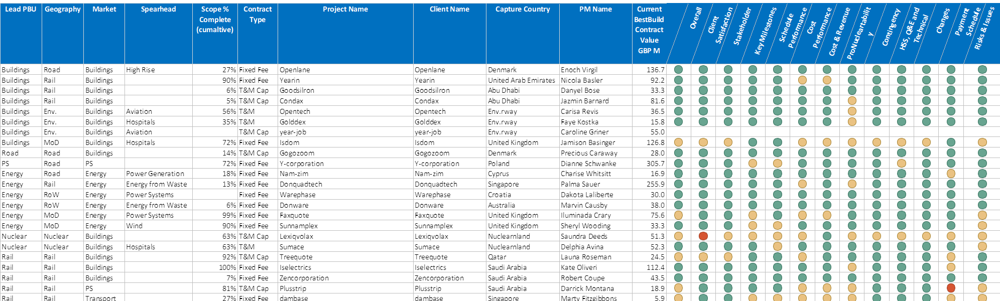 Lead PBU Geography Market Spearhead Scope % Complete (cumaltive) Contract Type Project Name Client Name Capture Country PM Name Current BestBuild Contract Value GBP M Overall Client Satisfaction Stakeholder Key Milestones Schedule Performance Cost Performance Cost & Revenue ProNuclearrtability Contingency HSS, Q&E and Technical Changes Payment Schedule Risks & Issues
Buildings Road Buildings High Rise 27% Fixed Fee Openlane Openlane Denmark Enoch Virgil 136.7
Buildings Rail Buildings 90% Fixed Fee Yearin Yearin United Arab Emirates Nicola Basler 92.2
Buildings Rail Buildings 6% T&M Cap Goodsilron Goodsilron Abu Dhabi Danyel Bose 33.3
Buildings Rail Buildings 5% T&M Cap Condax Condax Abu Dhabi Jazmin Barnard 81.6
Buildings Env. Buildings Aviation 56% T&M Opentech Opentech Env.rway Carisa Revis 36.5
Buildings Env. Buildings Hospitals 35% T&M Golddex Golddex Env.rway Faye Kostka 15.8
Buildings Env. Buildings Aviation T&M Cap year-job year-job Env.rway Caroline Griner 55.0
Buildings MoD Buildings Hospitals 72% Fixed Fee Isdom Isdom United Kingdom Jamison Basinger 126.8
Road Road Buildings 14% T&M Cap Gogozoom Gogozoom Denmark Precious Caraway 28.0
PS Road PS 72% Fixed Fee Y-corporation Y-corporation Poland Dianne Schwanke 305.7
Energy Road Energy Power Generation 18% Fixed Fee Nam-zim Nam-zim Cyprus Charise Whitsitt 16.9
Energy Rail Energy Energy from Waste 13% Fixed Fee Donquadtech Donquadtech Singapore Palma Sauer 255.9
Energy RoW Energy Power Systems Fixed Fee Warephase Warephase Croatia Dakota Laliberte 30.0
Energy RoW Energy Energy from Waste 6% Fixed Fee Donware Donware Australia Marvin Causby 38.0
Energy MoD Energy Power Systems 99% Fixed Fee Faxquote Faxquote United Kingdom Iluminada Crary 75.6
Energy MoD Energy Wind 90% Fixed Fee Sunnamplex Sunnamplex United Kingdom Sheryl Wooding 33.3
Nuclear Nuclear Buildings 63% T&M Cap Lexiqvolax Lexiqvolax Nuclearnland Saundra Deeds 51.3
Nuclear Nuclear Buildings Hospitals 63% T&M Sumace Sumace Nuclearnland Delphia Avina 52.3
Rail Rail Buildings 92% T&M Cap Treequote Treequote Qatar Launa Roseman 24.5
Rail Rail Buildings 100% Fixed Fee Iselectrics Iselectrics Saudi Arabia Kate Oliveri 112.4
Rail Rail Buildings 7% Fixed Fee Zencorporation Zencorporation Saudi Arabia Robert Coupe 43.5
Rail Rail PS 81% T&M Cap Plusstrip Plusstrip Saudi Arabia Darrick Montana 18.9
Rail Rail Transport 27% Fixed Fee dambase dambase Singapore Marty Fitzgibbons 5.9